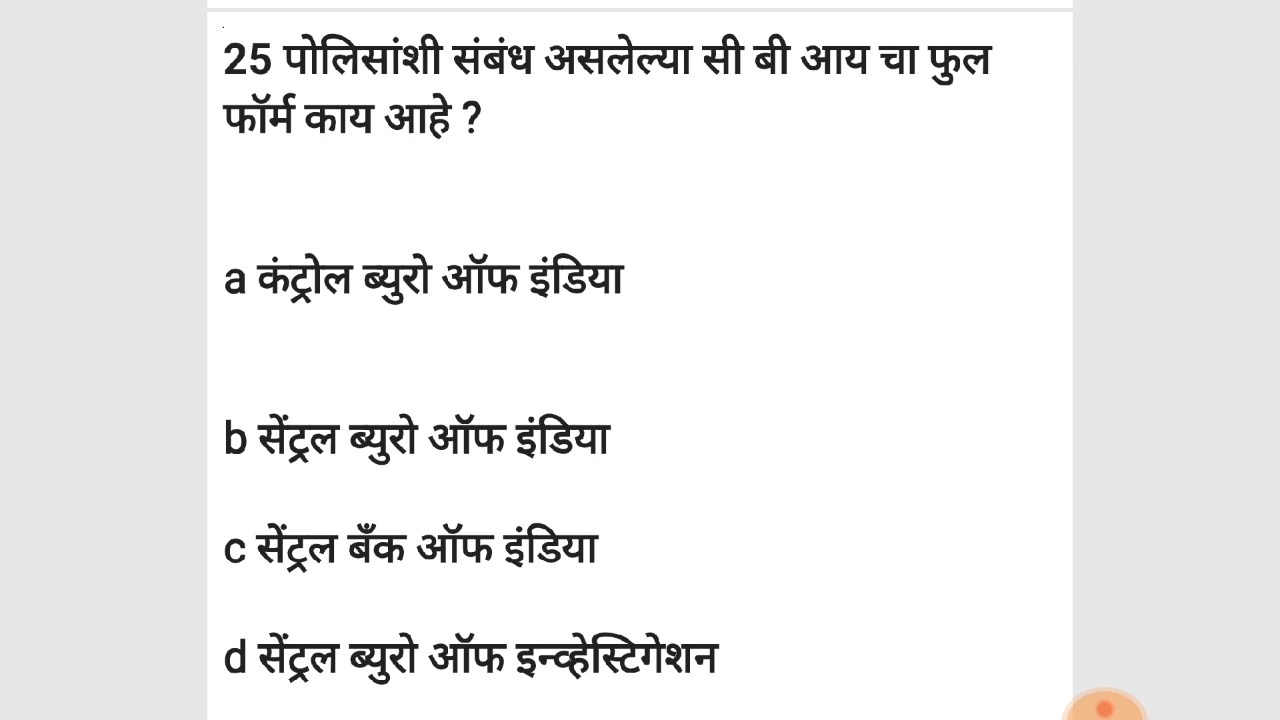 25 पोलिसांशी संबंध असलेल्या सी बी आय चा फुल
फॉर्म काय आहे ?
a कंट्रोल ब्युरो ऑफ इंडिया
b सेंट्रल ब्युरो ऑफ इंडिया
c सेंट्रल बँक ऑफ इंडिया
d सेंट्रल ब्युरो ऑफ इन्व्हेस्टिगेशन